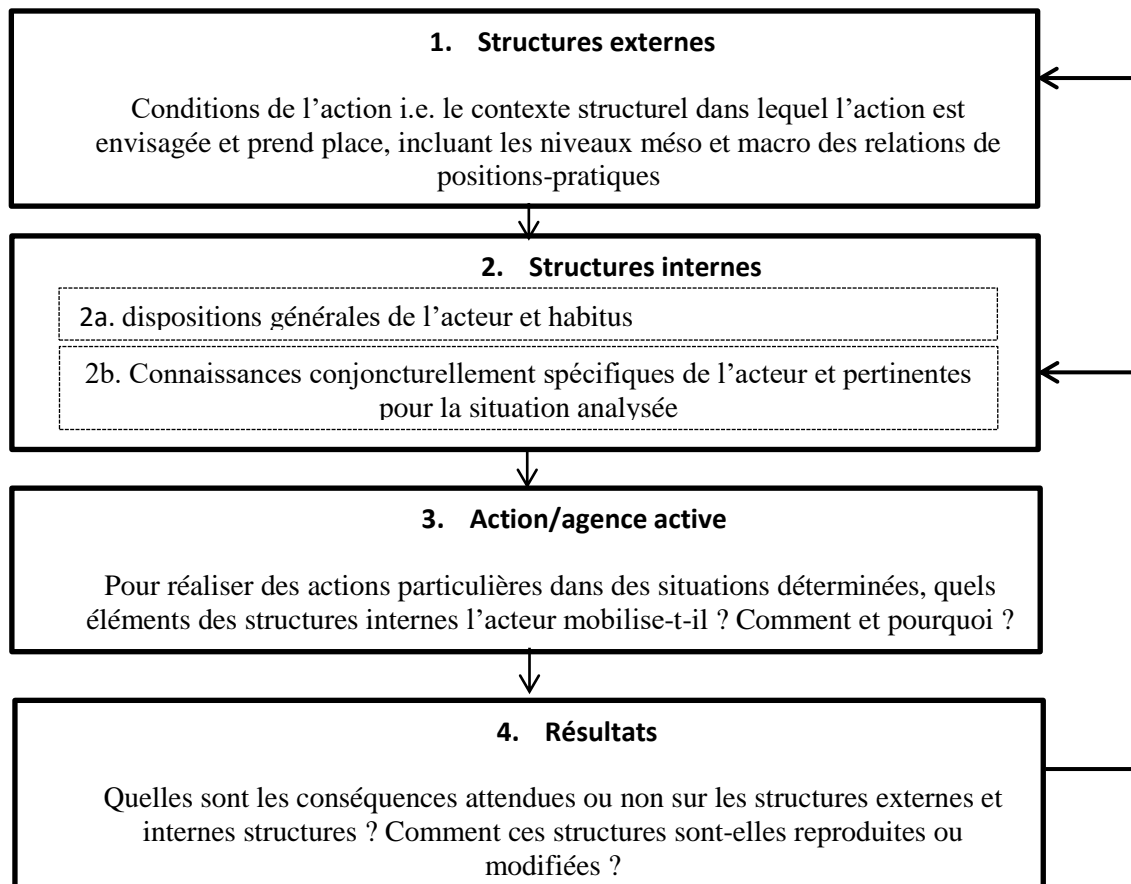 1. Structures externes
Conditions de l’action i.e. le contexte structurel dans lequel l’action est
envisagée et prend place, incluant les niveaux méso et macro des relations de
positions-pratiques
2. Structures internes
2a. dispositions générales de l’acteur et habitus
2b. Connaissances conjoncturellement spécifiques de l’acteur et pertinentes
pour la situation analysée
3. Action/agence active
Pour réaliser des actions particulières dans des situations déterminées, quels
éléments des structures internes l’acteur mobilise-t-il ? Comment et pourquoi ?
4. Résultats
Quelles sont les conséquences attendues ou non sur les structures externes et
internes structures ? Comment ces structures sont-elles reproduites ou
modifiées ?